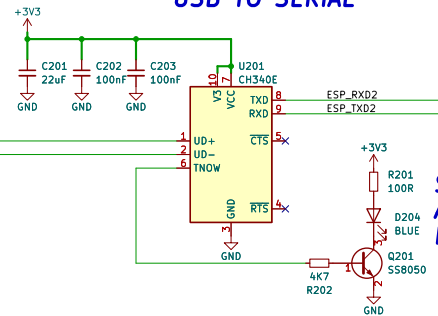 USB TO SERIAL
+3V3
C201
22uF
C202
100nF
C203
100nF
GND
GND
GND
U201
CH340E
10
7
V3
VCC
TXD
8
ESP_RXD2
RXD
9
ESP_TXD2
1
UD+
2
UD-
6
TNOW
CTS
5
RTS
4
GND
3
GND
+3V3
R201
100R
D204
BLUE
3
Q201
SS8050
1
2
GND
4K7
R202